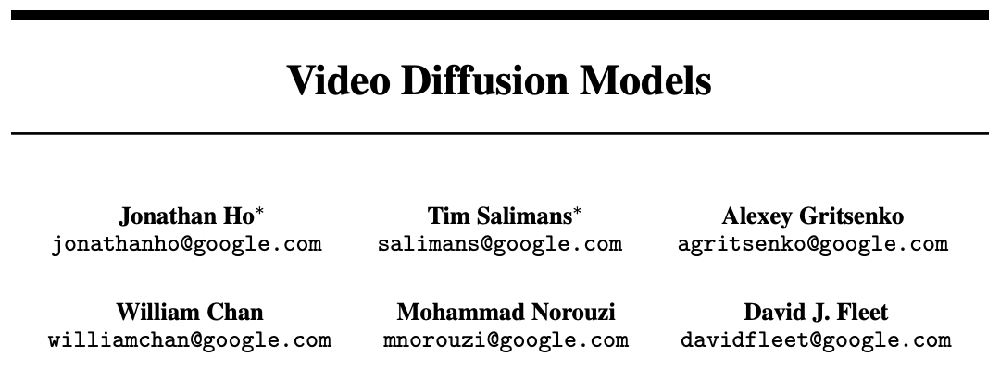 Video Diffusion Models
Jonathan Ho* Tim Salimans* Alexey Gritsenko
jonathanho@google.com salimans@google.com agritsenko@google.com
William Chan Mohammad Norouzi David J. Fleet
williamchan@google.com mnorouzi@google.com davidfleet@google.com